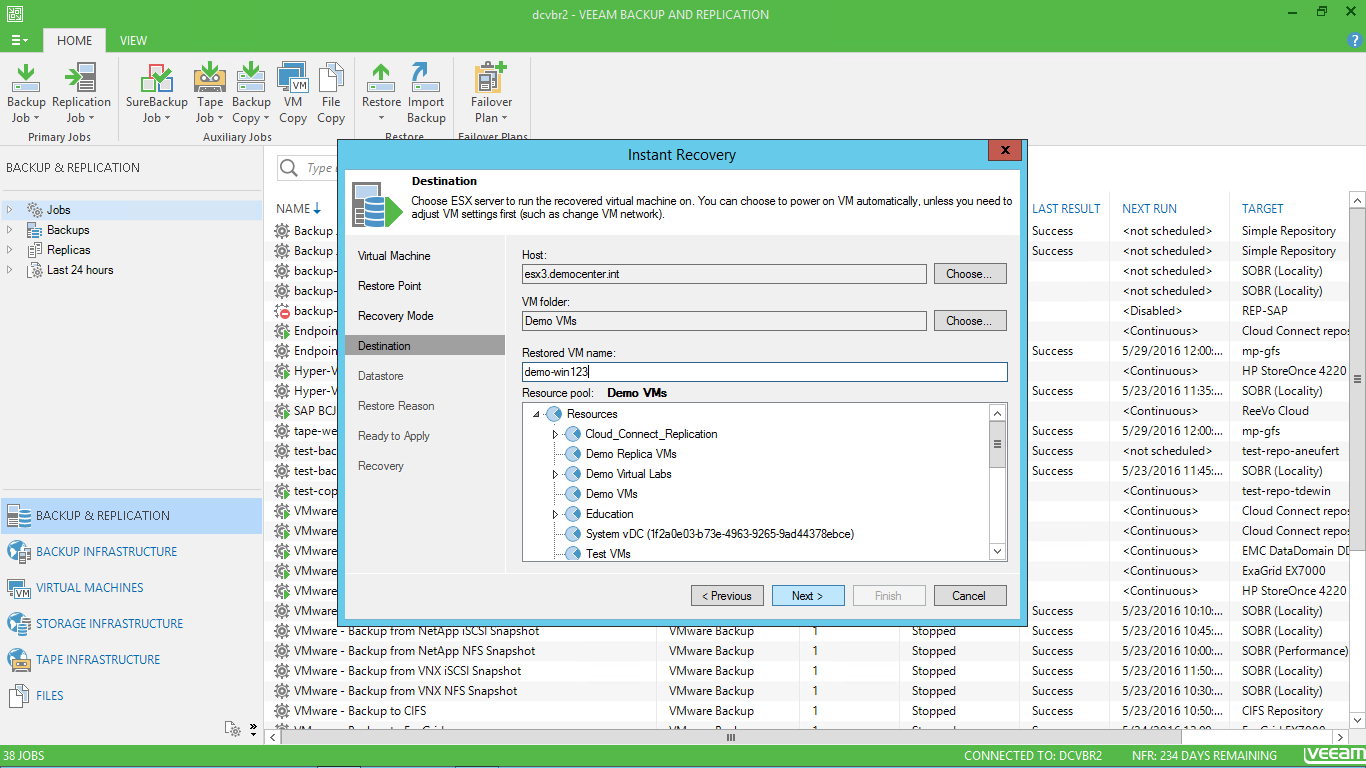 dcvbr2 - VEEAM BACKUP AND REPLICATION
HOME VIEW
Backup Job
Replication Job
SureBackup Job
Tape Job
Backup Copy
VM Copy
File Copy
Restore
Import Backup
Failover Plan
Primary Jobs
Auxiliary Jobs
Restore
Failover Plans
BACKUP & REPLICATION
Jobs
Backups
Replicas
Last 24 hours
BACKUP & REPLICATION
BACKUP INFRASTRUCTURE
VIRTUAL MACHINES
VM
STORAGE INFRASTRUCTURE
TAPE INFRASTRUCTURE
FILES
Type
NAME
Backup
Backup
backup-
backup-
backup-
Endpoin
Endpoin
Hyper-V
Hyper-V
SAP BCJ
tape-we
test-bac
test-bac
test-cop
VMware
VMware
VMware
VMware
VMware
VMware
VMware - Backup from NetApp iSCSI Snapshot VMware Backup 1 Stopped
VMware - Backup from NetApp NFS Snapshot VMware Backup 1 Stopped
VMware - Backup from VNX iSCSI Snapshot VMware Backup 1 Stopped
VMware - Backup from VNX NFS Snapshot VMware Backup 1 Stopped
VMware - Backup to CIFS VMware Backup 1 Stopped
Instant Recovery
x
Destination
Choose ESX server to run the recovered virtual machine on. You can choose to power on VM automatically, unless you need to
adjust VM settings first (such as change VM network).
Virtual Machine
Restore Point
Recovery Mode
Destination
Datastore
Restore Reason
Ready to Apply
Recovery
Host:
esx3.democenter.int Choose...
VM folder:
Demo VMs Choose...
Restored VM name:
demo-win123
Resource pool: Demo VMs
Resources
Cloud_Connect_Replication
Demo Replica VMs
Demo Virtual Labs
Demo VMs
Education
System vDC (1f2a0e03-b73e-4963-9265-9ad44378ebce)
Test VMs
< Previous Next > Finish Cancel
LAST RESULT NEXT RUN TARGET
Success <not scheduled> Simple Repository
Success <not scheduled> Simple Repository
<not scheduled> SOBR (Locality)
<not scheduled> SOBR (Locality)
<Disabled> REP-SAP
<Continuous> Cloud Connect repos
Success 5/29/2016 12:00:... mp-gfs
<Continuous> HP StoreOnce 4220
Success 5/23/2016 11:35:... SOBR (Locality)
<Continuous> ReeVo Cloud
Success 5/29/2016 12:00:... mp-gfs
<not scheduled> test-repo-aneufert
Success 5/23/2016 11:45:... SOBR (Locality)
<Continuous> test-repo-tdewin
<Continuous> Cloud Connect repos
<Continuous> Cloud Connect repos
<Continuous> EMC DataDomain DD
<Continuous> ExaGrid EX7000
<Continuous> HP StoreOnce 4220
Success 5/23/2016 10:10:... SOBR (Locality)
Success 5/23/2016 10:45:... SOBR (Locality)
Success 5/23/2016 10:00:... SOBR (Performance)
Success 5/23/2016 11:50:... SOBR (Locality)
Success 5/23/2016 10:30:... SOBR (Locality)
Success 5/23/2016 10:50:... CIFS Repository
38 JOBS
CONNECTED TO: DCVBR2
NFR: 234 DAYS REMAINING
veeam